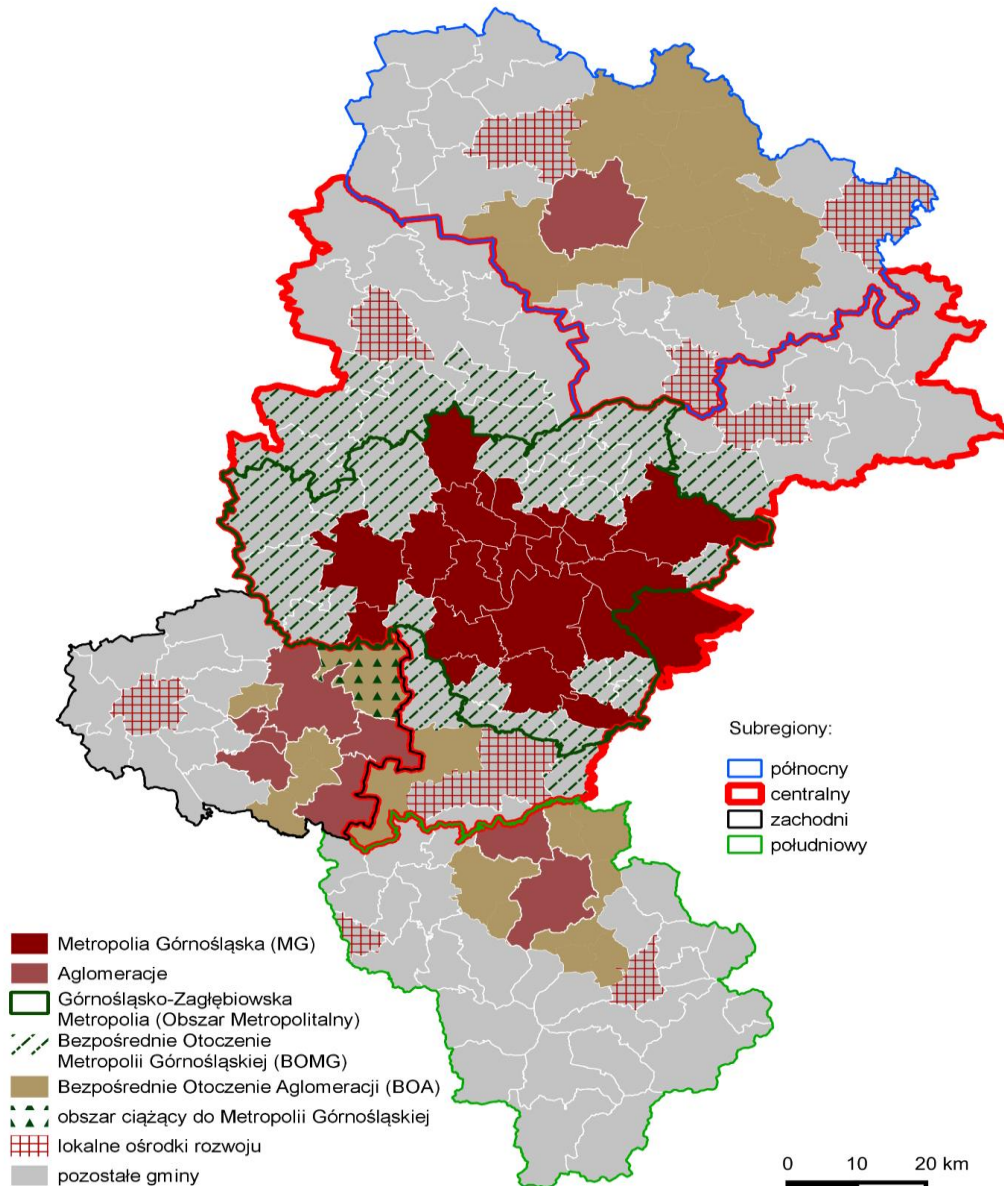 Subregiony:
północny
centralny
zachodni
południowy
Metropolia Górnośląska (MG)
Aglomeracje
Górnośląsko-Zagłębiowska
Metropolia (Obszar Metropolitalny)
Bezpośrednie Otoczenie
Metropolii Górnośląskiej (BOMG)
Bezpośrednie Otoczenie Aglomeracji (BOA)
obszar ciążący do Metropolii Górnośląskiej
lokalne ośrodki rozwoju
pozostałe gminy
0 10 20 km